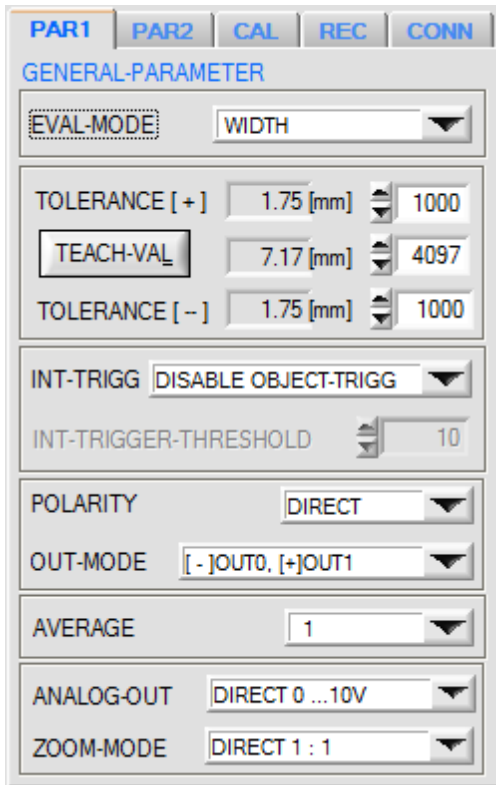 PAR1 PAR2 CAL REC CONN
GENERAL-PARAMETER
EVAL-MODE WIDTH
TOLERANCE [ + ] 1.75 [mm] 1000
TEACH-VAL 7.17 [mm] 4097
TOLERANCE [ -- ] 1.75 [mm] 1000
INT-TRIGG DISABLE OBJECT-TRIGG
INT-TRIGGER-THRESHOLD 10
POLARITY DIRECT
OUT-MODE [ - ]OUT0, [+]OUT1
AVERAGE 1
ANALOG-OUT DIRECT 0 ...10V
ZOOM-MODE DIRECT 1 : 1